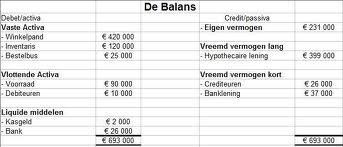 De Balans
Debet/activa Credit/passiva
Vaste Activa - Eigen vermogen € 231 000
- Winkelpand € 420 000
- Inventaris € 120 000 Vreemd vermogen lang
- Bestelbus € 25 000 - Hypothecaire lening € 399 000
Vlottende Activa Vreemd vermogen kort
- Voorraad € 90 000 - Crediteuren € 26 000
- Debiteuren € 10 000 - Banklening € 37 000
Liquide middelen
- Kasgeld € 2 000
- Bank € 26 000
€ 693 000 € 693 000